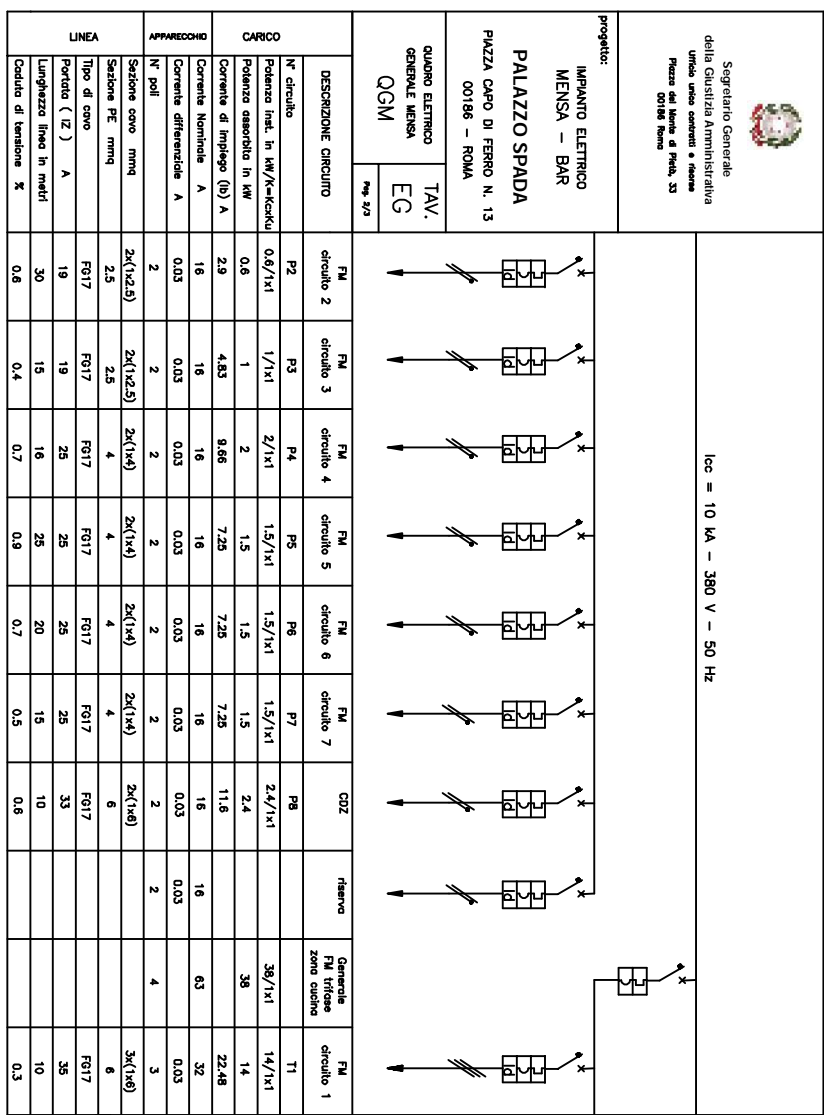 Segretario Generale
della Giustizia Amministrativa
Ufficio unico contratti e risorse
Piazza del Monte di Pietà, 33
00186 Roma
progetto:
IMPIANTO ELETTRICO
MENSA – BAR
PALAZZO SPADA
PIAZZA CAPO DI FERRO N. 13
00186 – ROMA
QUADRO ELETTRICO
GENERALE MENSA
QGM
TAV.
EG
Pag. 2/3
Icc = 10 kA – 380 V – 50 Hz
Id Id Id Id Id Id Id Id Id
DESCRIZIONE CIRCUITO FM circuito 2 FM circuito 3 FM circuito 4 FM circuito 5 FM circuito 6 FM circuito 7 CDZ riserva Generale FM trifase zona cucina FM circuito 1
CARICO
N° circuito P2 P3 P4 P5 P6 P7 P8 T1
Potenza inst. in kW/K=KcxKu 0.6/1x1 1/1x1 2/1x1 1.5/1x1 1.5/1x1 1.5/1x1 2.4/1x1 38/1x1 14/1x1
Potenza assorbita in kW 0.6 1 2 1.5 1.5 1.5 2.4 38 14
Corrente di impiego (Ib) A 2.9 4.83 9.66 7.25 7.25 7.25 11.6 22.48
APPARECCHIO
Corrente Nominale A 16 16 16 16 16 16 16 16 63 32
Corrente differenziale A 0.03 0.03 0.03 0.03 0.03 0.03 0.03 0.03 0.03
N° poli 2 2 2 2 2 2 2 2 4 3
LINEA
Sezione cavo mmq 2x(1x2.5) 2x(1x2.5) 2x(1x4) 2x(1x4) 2x(1x4) 2x(1x4) 2x(1x6) 3x(1x6)
Sezione PE mmq 2.5 2.5 4 4 4 4 6 6
Tipo di cavo FG17 FG17 FG17 FG17 FG17 FG17 FG17 FG17
Portata ( IZ ) A 19 19 25 25 25 25 33 35
Lunghezza linea in metri 30 15 16 25 20 15 10 10
Caduta di tensione % 0.6 0.4 0.7 0.9 0.7 0.5 0.6 0.3